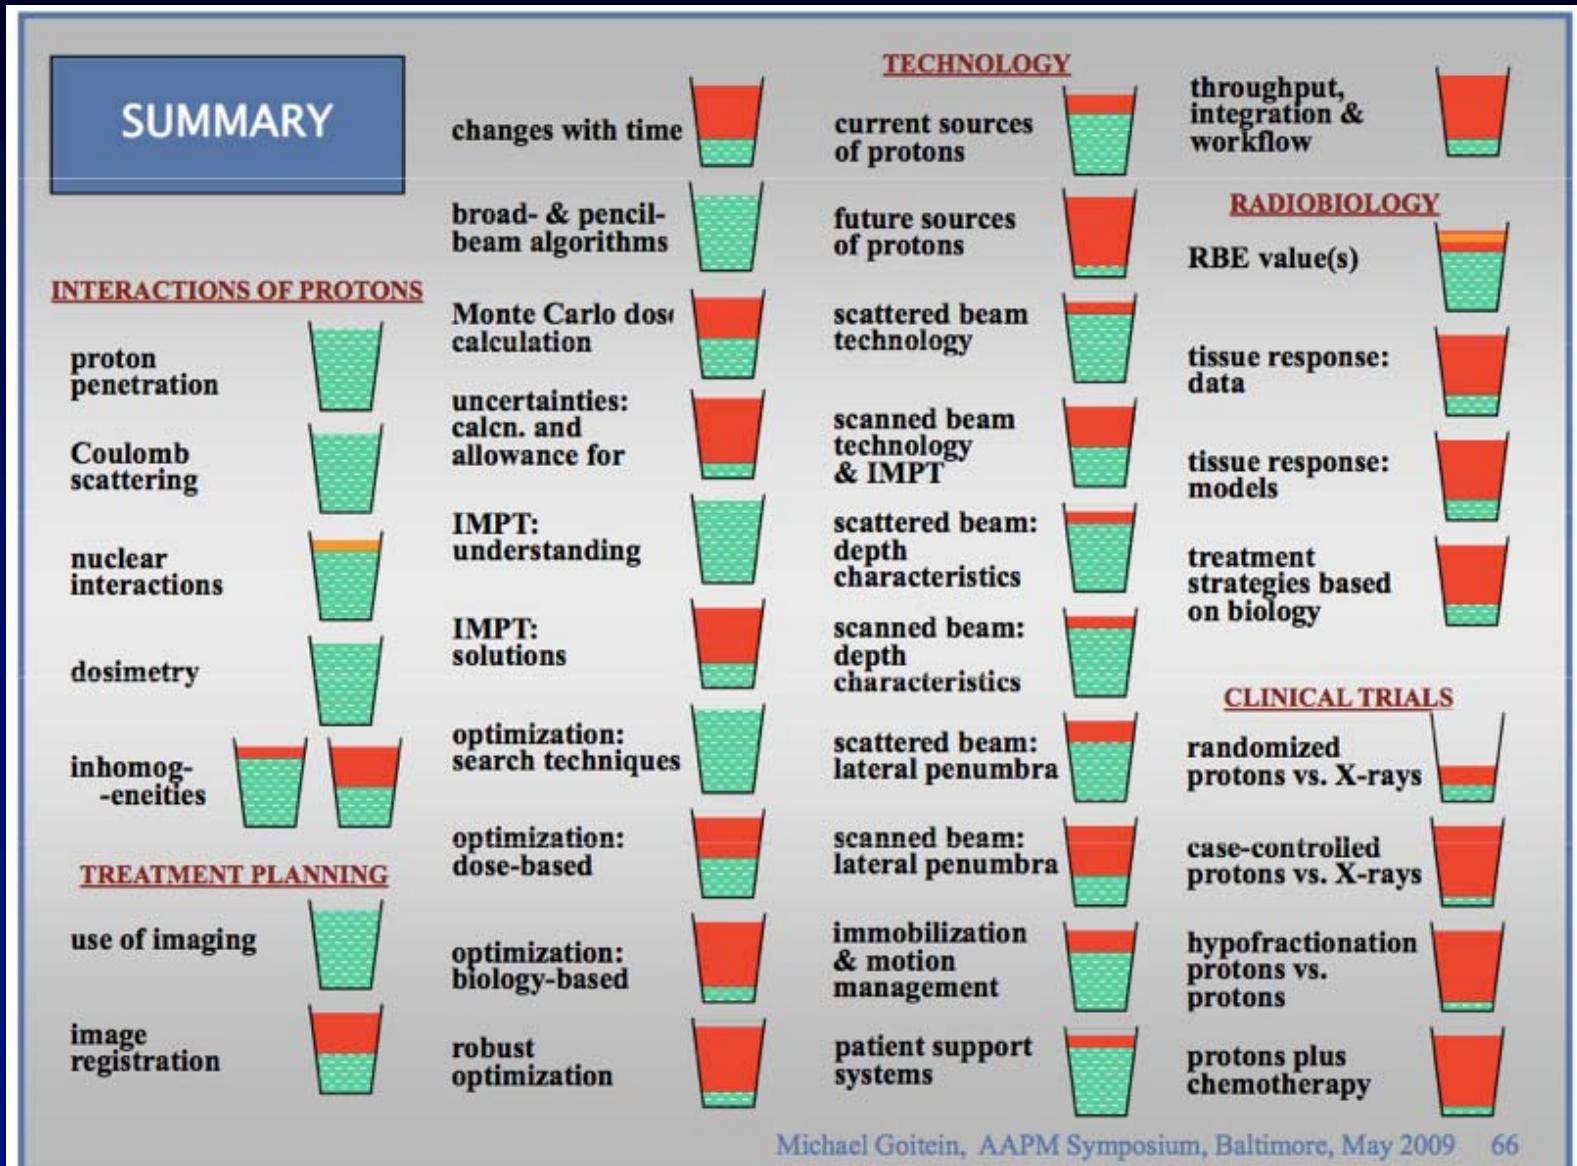 SUMMARY
INTERACTIONS OF PROTONS
proton
penetration
Coulomb
scattering
nuclear
interactions
dosimetry
inhomog-
-eneities
TREATMENT PLANNING
use of imaging
image
registration
changes with time
broad- & pencil-
beam algorithms
Monte Carlo dose
calculation
uncertainties:
calcn. and
allowance for
IMPT:
understanding
IMPT:
solutions
optimization:
search techniques
optimization:
dose-based
optimization:
biology-based
robust
optimization
TECHNOLOGY
current sources
of protons
future sources
of protons
scattered beam
technology
scanned beam
technology
& IMPT
scattered beam:
depth
characteristics
scanned beam:
depth
characteristics
scattered beam:
lateral penumbra
scanned beam:
lateral penumbra
immobilization
& motion
management
patient support
systems
throughput,
integration &
workflow
RADIOBIOLOGY
RBE value(s)
tissue response:
data
tissue response:
models
treatment
strategies based
on biology
CLINICAL TRIALS
randomized
protons vs. X-rays
case-controlled
protons vs. X-rays
hypofractionation
protons vs.
protons
protons plus
chemotherapy
Michael Goitein, AAPM Symposium, Baltimore, May 2009 66